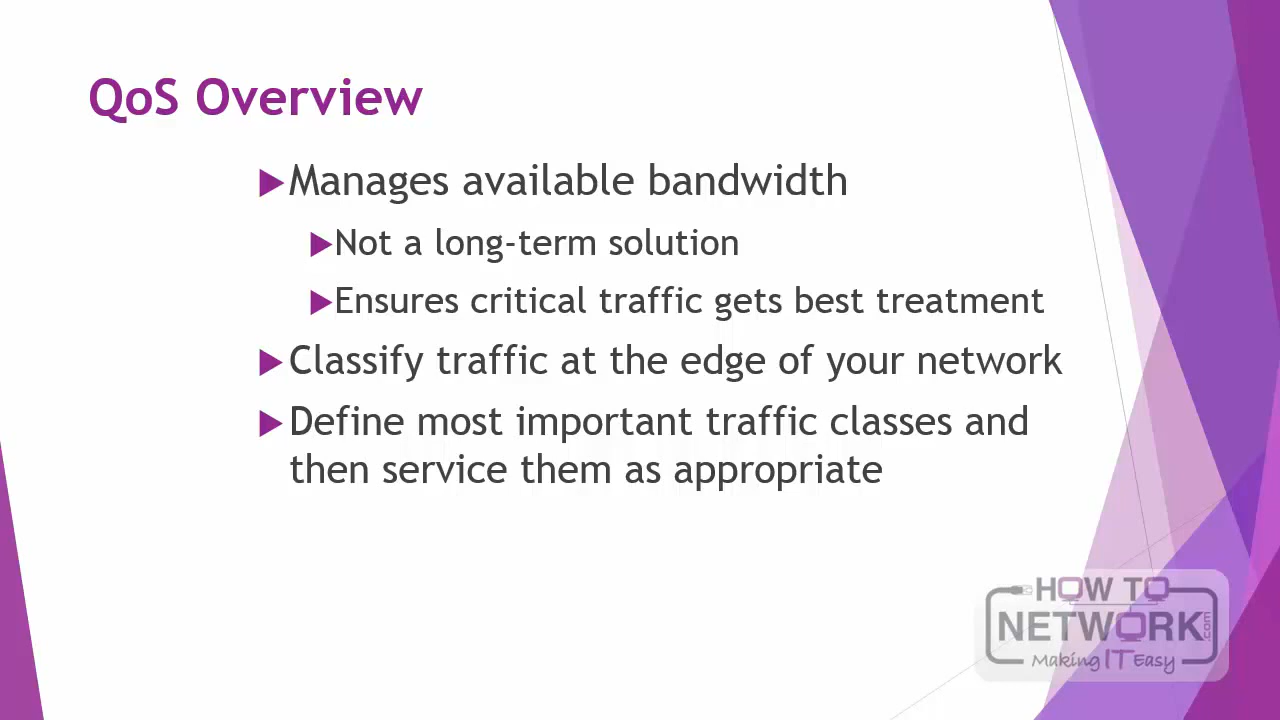 QoS Overview
Manages available bandwidth
Not a long-term solution
Ensures critical traffic gets best treatment
Classify traffic at the edge of your network
Define most important traffic classes and
then service them as appropriate
HOW TO
NETWORK.com
Making IT Easy